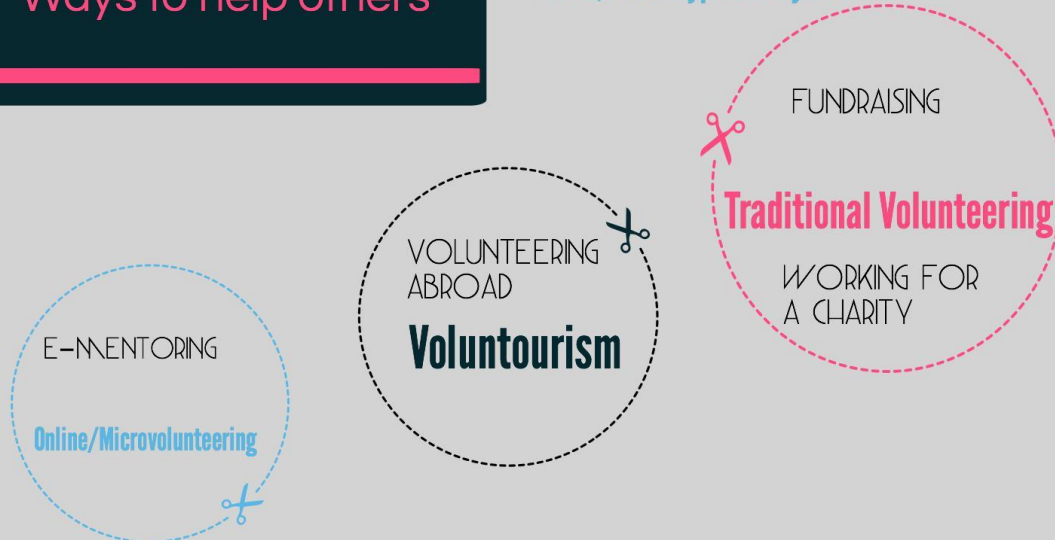 Ways to help others
FUNDRAISING
Traditional Volunteering
WORKING FOR
A CHARITY
VOLUNTEERING
ABROAD
Voluntourism
E-MENTORING
Online/Microvolunteering